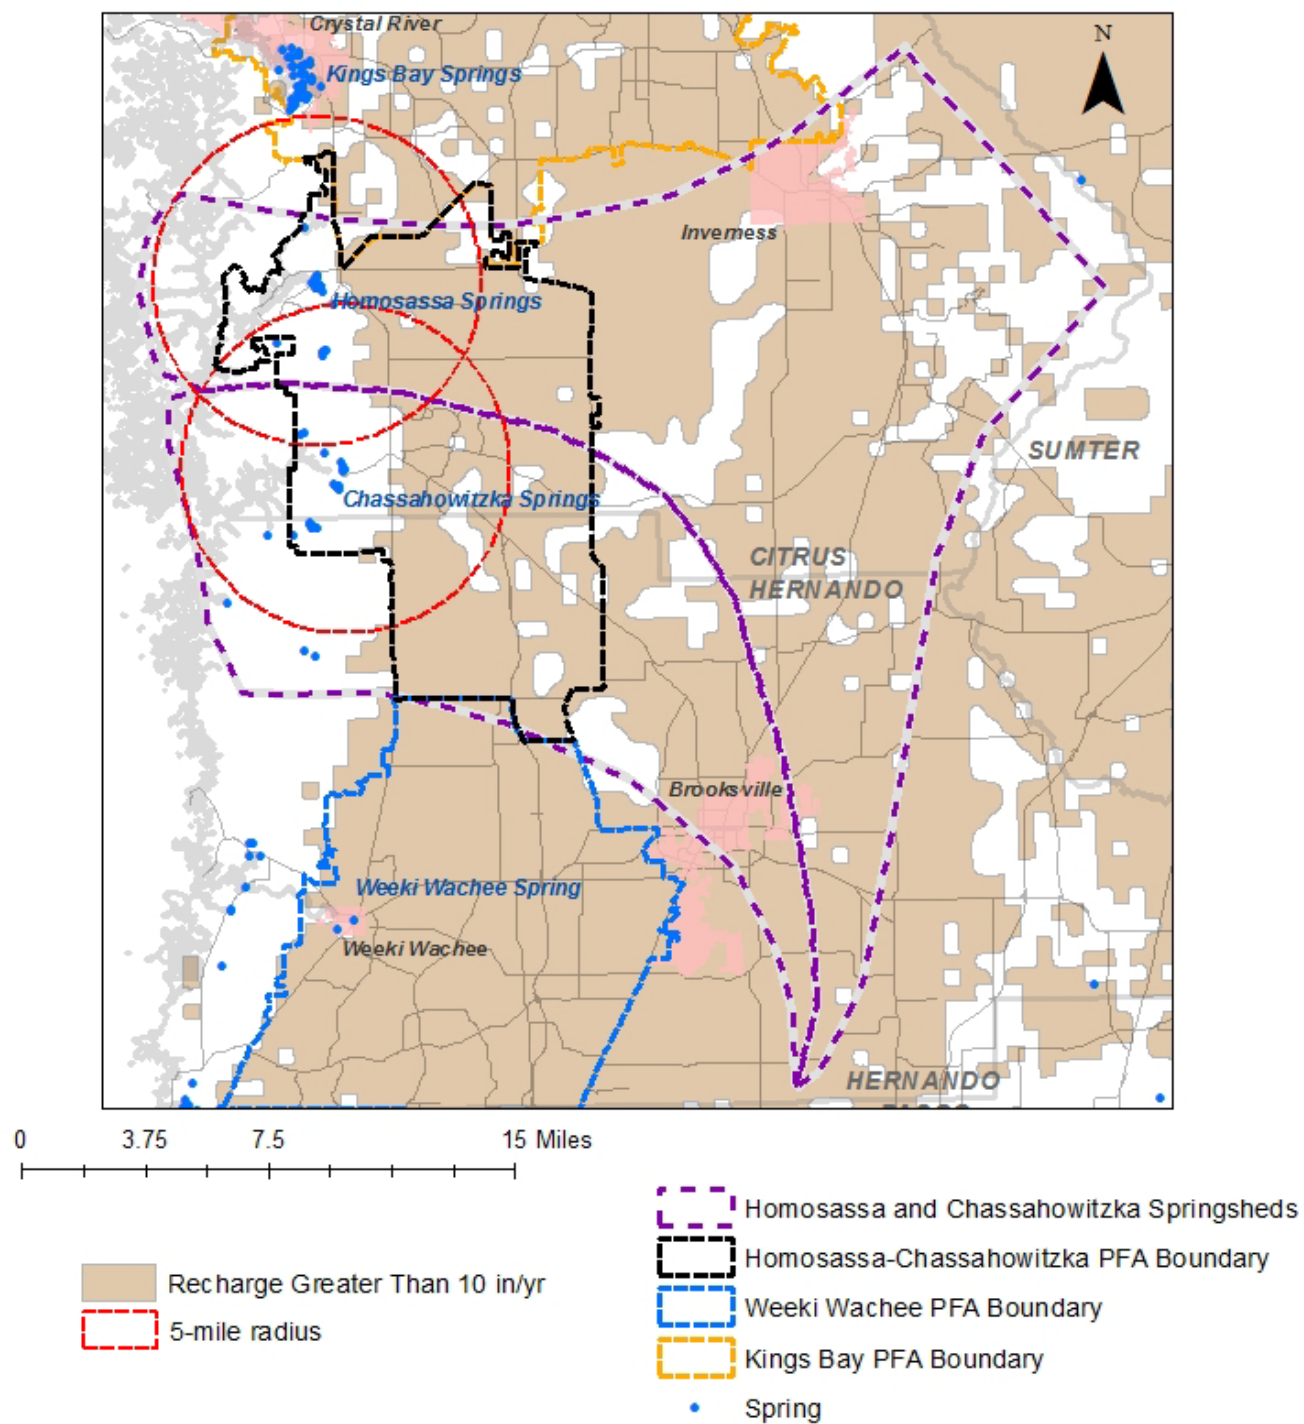 Crystal River
N
Kings Bay Springs
Inverness
Homosassa Springs
SUMTER
Chassahowitzka Springs
CITRUS
HERNANDO
Brooksville
Weeki Wachee Spring
Weeki Wachee
HERNANDO
0 3.75 7.5 15 Miles
Homosassa and Chassahowitzka Springsheds
Homosassa-Chassahowitzka PFA Boundary
Recharge Greater Than 10 in/yr
Weeki Wachee PFA Boundary
5-mile radius
Kings Bay PFA Boundary
Spring